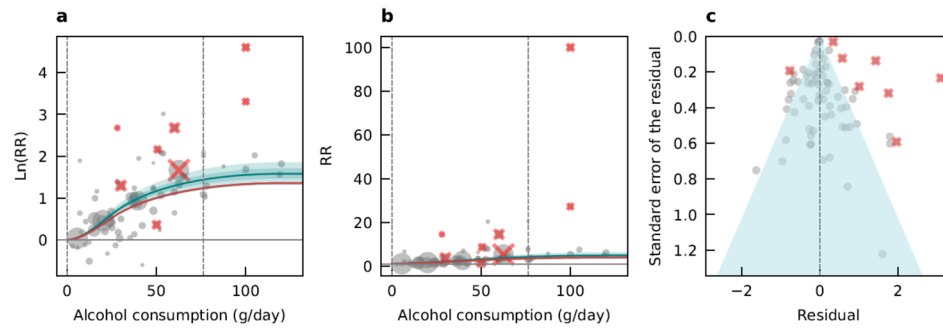 a b c
4
3
2
1
0
Ln(RR)
0 50 100
Alcohol consumption (g/day)
100
80
60
40
20
0
RR
0 50 100
Alcohol consumption (g/day)
0.0
0.2
0.4
0.6
1.0
1.2
Standard error of the residual
−2 0 2
Residual